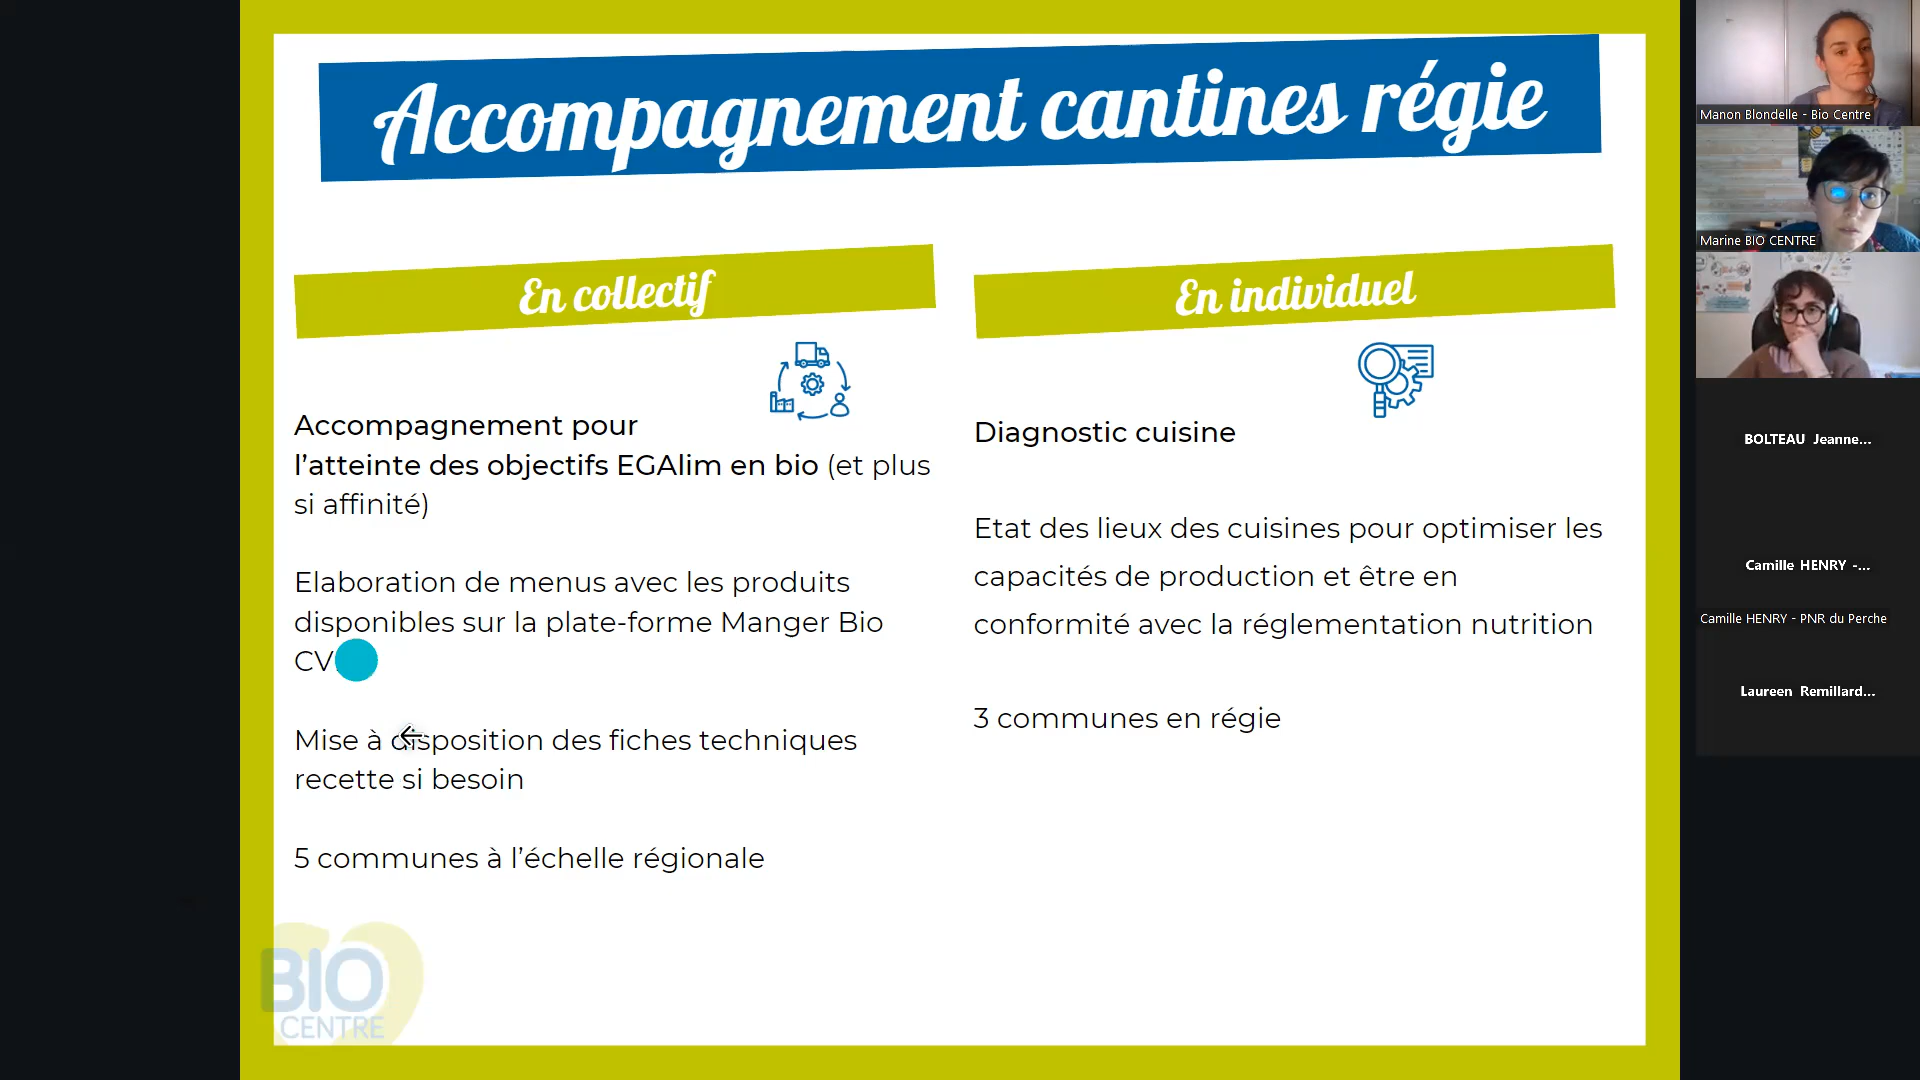 Accompagnement cantines régie
En collectif
Accompagnement pour
l’atteinte des objectifs EGAlim en bio (et plus
si affinité)
Elaboration de menus avec les produits
disponibles sur la plate-forme Manger Bio
Mise à disposition des fiches techniques
recette si besoin
5 communes à l’échelle régionale
En individuel
Diagnostic cuisine
Etat des lieux des cuisines pour optimiser les
capacités de production et être en
conformité avec la réglementation nutrition
3 communes en régie
BIO
CENTRE
Manon Blondelle - Bio Centre
Marine BIO CENTRE
BOLTEAU Jeanne...
Camille HENRY -...
Camille HENRY - PNR du Perche
Laureen Remillard...